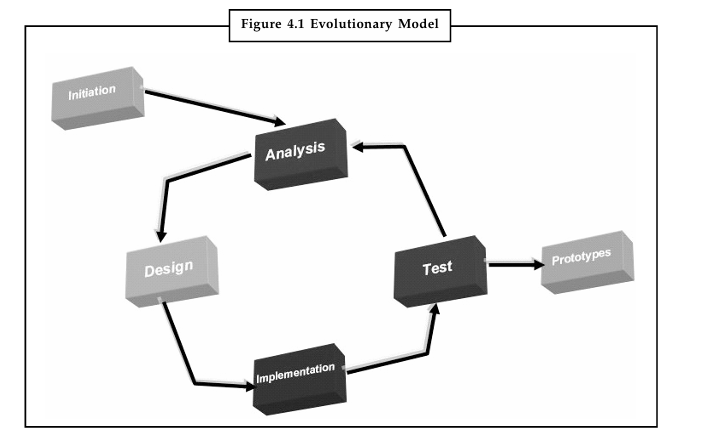 Figure 4.1 Evolutionary Model
Initiation
Analysis
Design
Test
Prototypes
Implementation